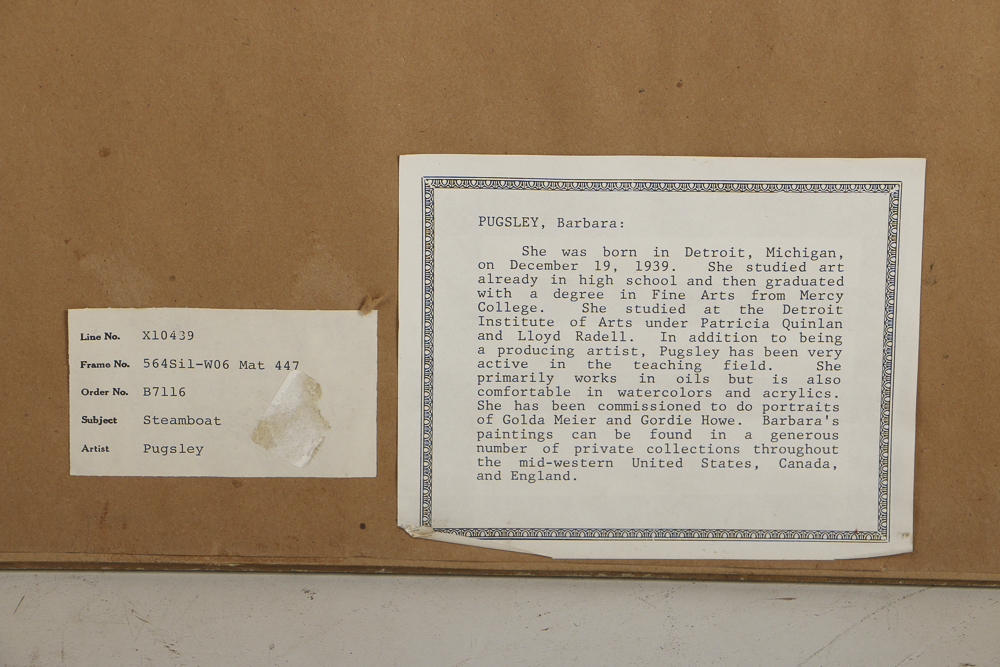 Line No. X10439
Frame No. 564Sil-W06 Mat 447
Order No. B7116
Subject Steamboat
Artist Pugsley
PUGSLEY, Barbara:
She was born in Detroit, Michigan,
on December 19, 1939. She studied art
already in high school and then graduated
with a degree in Fine Arts from Mercy
College. She studied at the Detroit
Institute of Arts under Patricia Quinlan
and Lloyd Radell. In addition to being
a producing artist, Pugsley has been very
active in the teaching field. She
primarily works in oils but is also
comfortable in watercolors and acrylics.
She has been commissioned to do portraits
of Golda Meier and Gordie Howe. Barbara's
paintings can be found in a generous
number of private collections throughout
the mid-western United States, Canada,
and England.